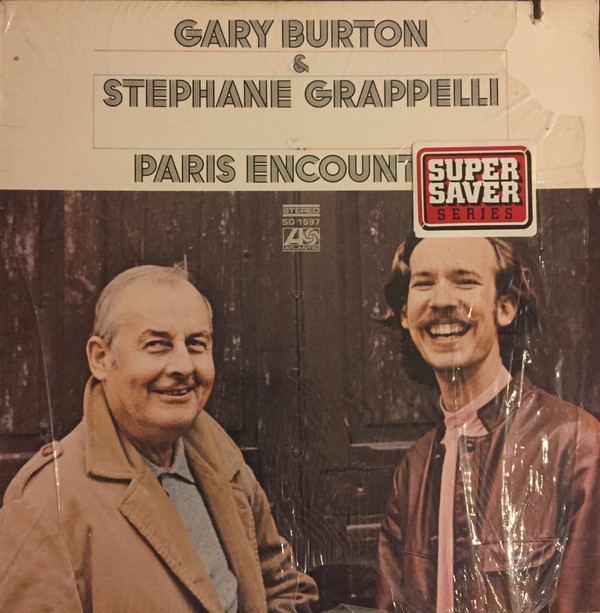 GARY BURTON
&
STEPHANE GRAPPELLI
PARIS ENCOUNT
SUPER
SAVER
SERIES
STEREO
SD 1597
ATLANTIC